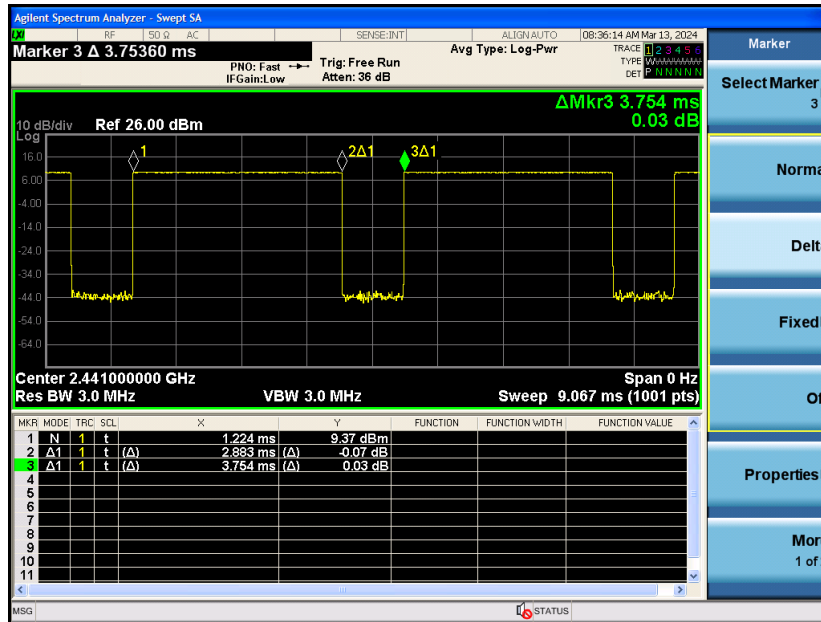 Agilent Spectrum Analyzer - Swept SA
LXI RF 50 Ω AC SENSE:INT ALIGN AUTO 08:36:14 AM Mar 13, 2024
Marker 3 Δ 3.75360 ms
PNO: Fast
IFGain:Low
Trig: Free Run
Atten: 36 dB
Avg Type: Log-Pwr
TRACE 1 2 3 4 5 6
TYPE WWWWWW
DET P N N N N N
ΔMkr3 3.754 ms
0.03 dB
10 dB/div Ref 26.00 dBm
Log
1 2Δ1 3Δ1
16.0
6.00
-4.00
-14.0
-24.0
-34.0
-44.0
-54.0
-64.0
Center 2.441000000 GHz Span 0 Hz
Res BW 3.0 MHz VBW 3.0 MHz Sweep 9.067 ms (1001 pts)
MKR MODE TRC SCL X Y FUNCTION FUNCTION WIDTH FUNCTION VALUE
1 N 1 t 1.224 ms 9.37 dBm
2 Δ1 1 t (Δ) 2.883 ms (Δ) -0.07 dB
3 Δ1 1 t (Δ) 3.754 ms (Δ) 0.03 dB
4
5
6
7
8
9
10
11
MSG STATUS
Marker
Select Marker
3
Norma
Delt
Fixed
Of
Properties
Mor
1 of